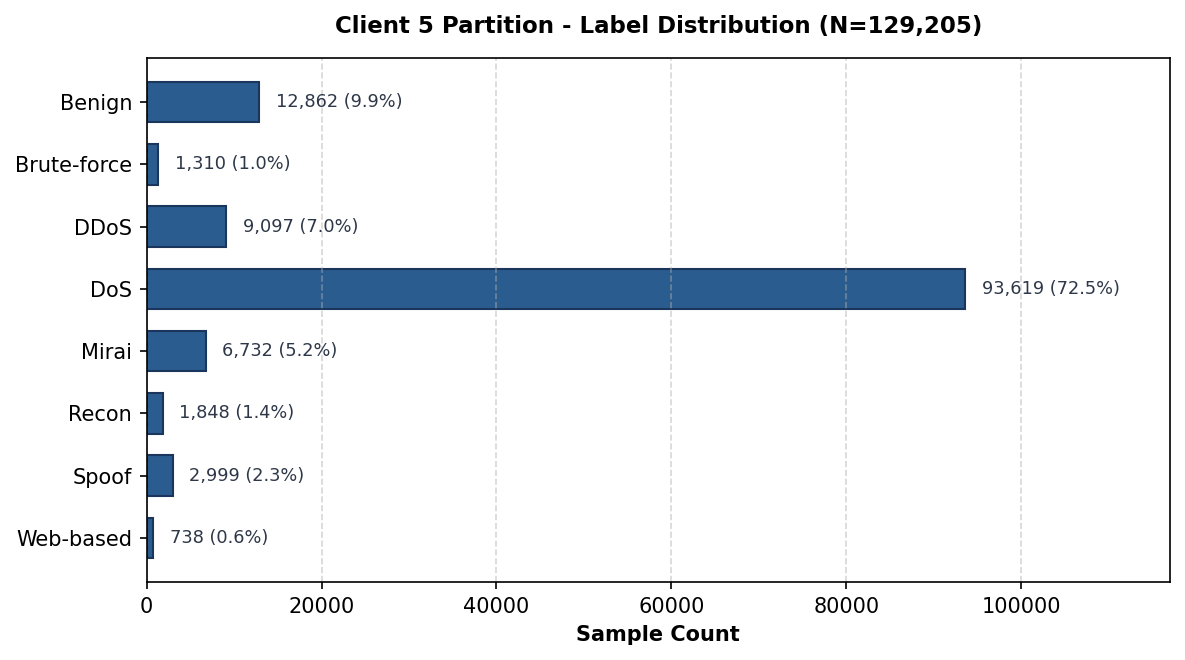 Client 5 Partition - Label Distribution (N=129,205)
Benign 12,862 (9.9%)
Brute-force 1,310 (1.0%)
DDoS 9,097 (7.0%)
DoS 93,619 (72.5%)
Mirai 6,732 (5.2%)
Recon 1,848 (1.4%)
Spoof 2,999 (2.3%)
Web-based 738 (0.6%)
0 20000 40000 60000 80000 100000
Sample Count